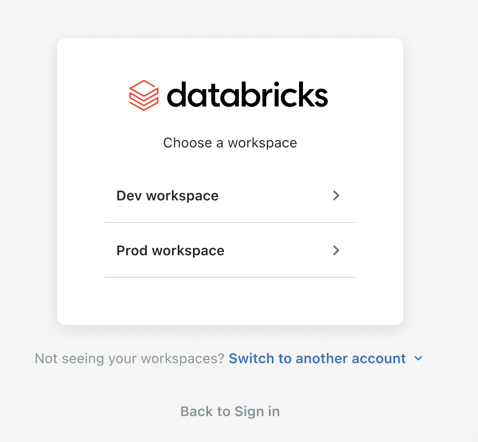 databricks
Choose a workspace
Dev workspace
Prod workspace
Not seeing your workspaces? Switch to another account
Back to Sign in